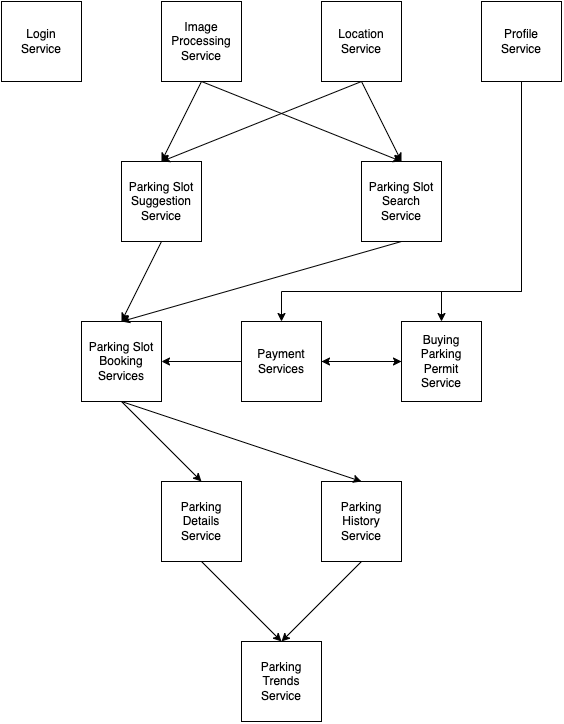 Login
Service
Image
Processing
Service
Location
Service
Profile
Service
Parking Slot
Suggestion
Service
Parking Slot
Search
Service
Parking Slot
Booking
Services
Payment
Services
Buying
Parking
Permit
Service
Parking
Details
Service
Parking
History
Service
Parking
Trends
Service